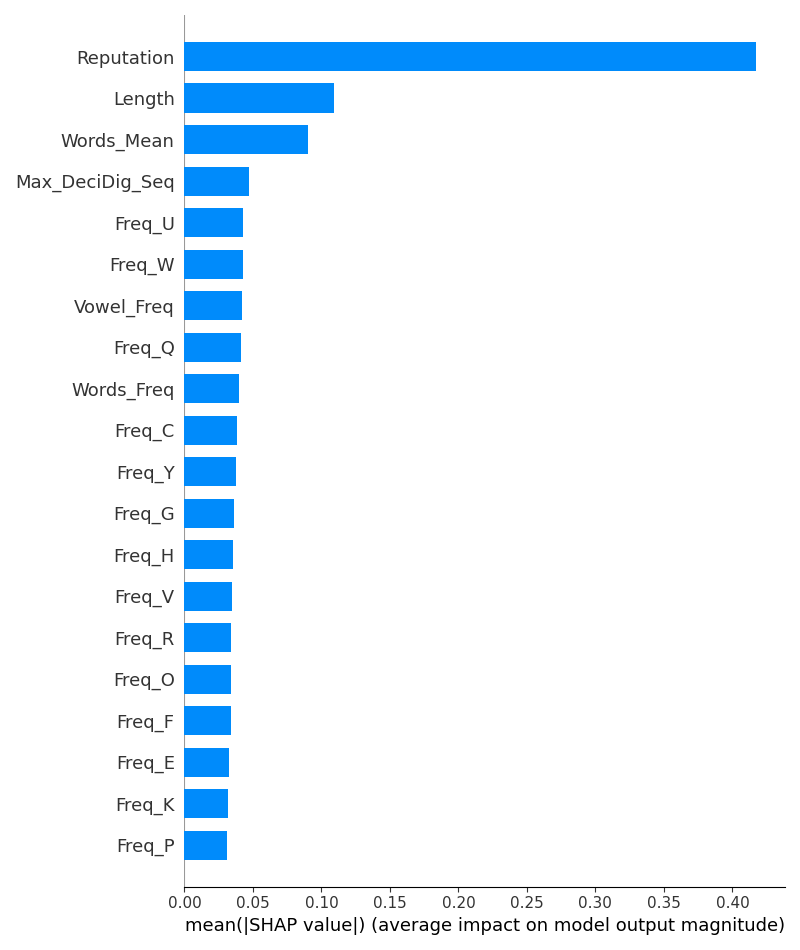 Reputation
Length
Words_Mean
Max_DeciDig_Seq
Freq_U
Freq_W
Vowel_Freq
Freq_Q
Words_Freq
Freq_C
Freq_Y
Freq_G
Freq_H
Freq_V
Freq_R
Freq_O
Freq_F
Freq_E
Freq_K
Freq_P
0.00 0.05 0.10 0.15 0.20 0.25 0.30 0.35 0.40
mean(|SHAP value|) (average impact on model output magnitude)